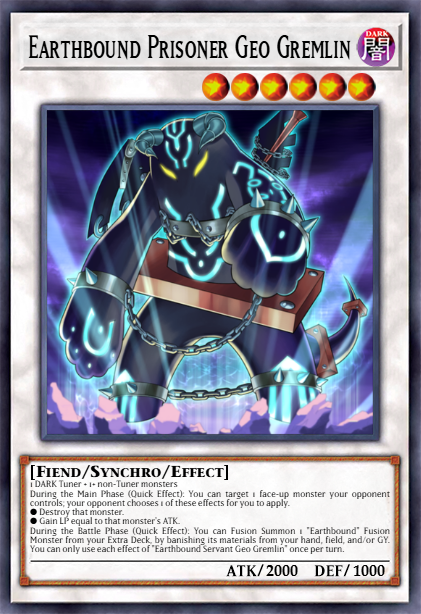 Earthbound Prisoner Geo Gremlin
DARK
闇
[Fiend/Synchro/Effect]
1 DARK Tuner + 1+ non-Tuner monsters
During the Main Phase (Quick Effect): You can target 1 face-up monster your opponent
controls; your opponent chooses 1 of these effects for you to apply.
● Destroy that monster.
● Gain LP equal to that monster's ATK.
During the Battle Phase (Quick Effect): You can Fusion Summon 1 "Earthbound" Fusion
Monster from your Extra Deck, by banishing its materials from your hand, field, and/or GY.
You can only use each effect of "Earthbound Servant Geo Gremlin" once per turn.
ATK/2000 DEF/1000